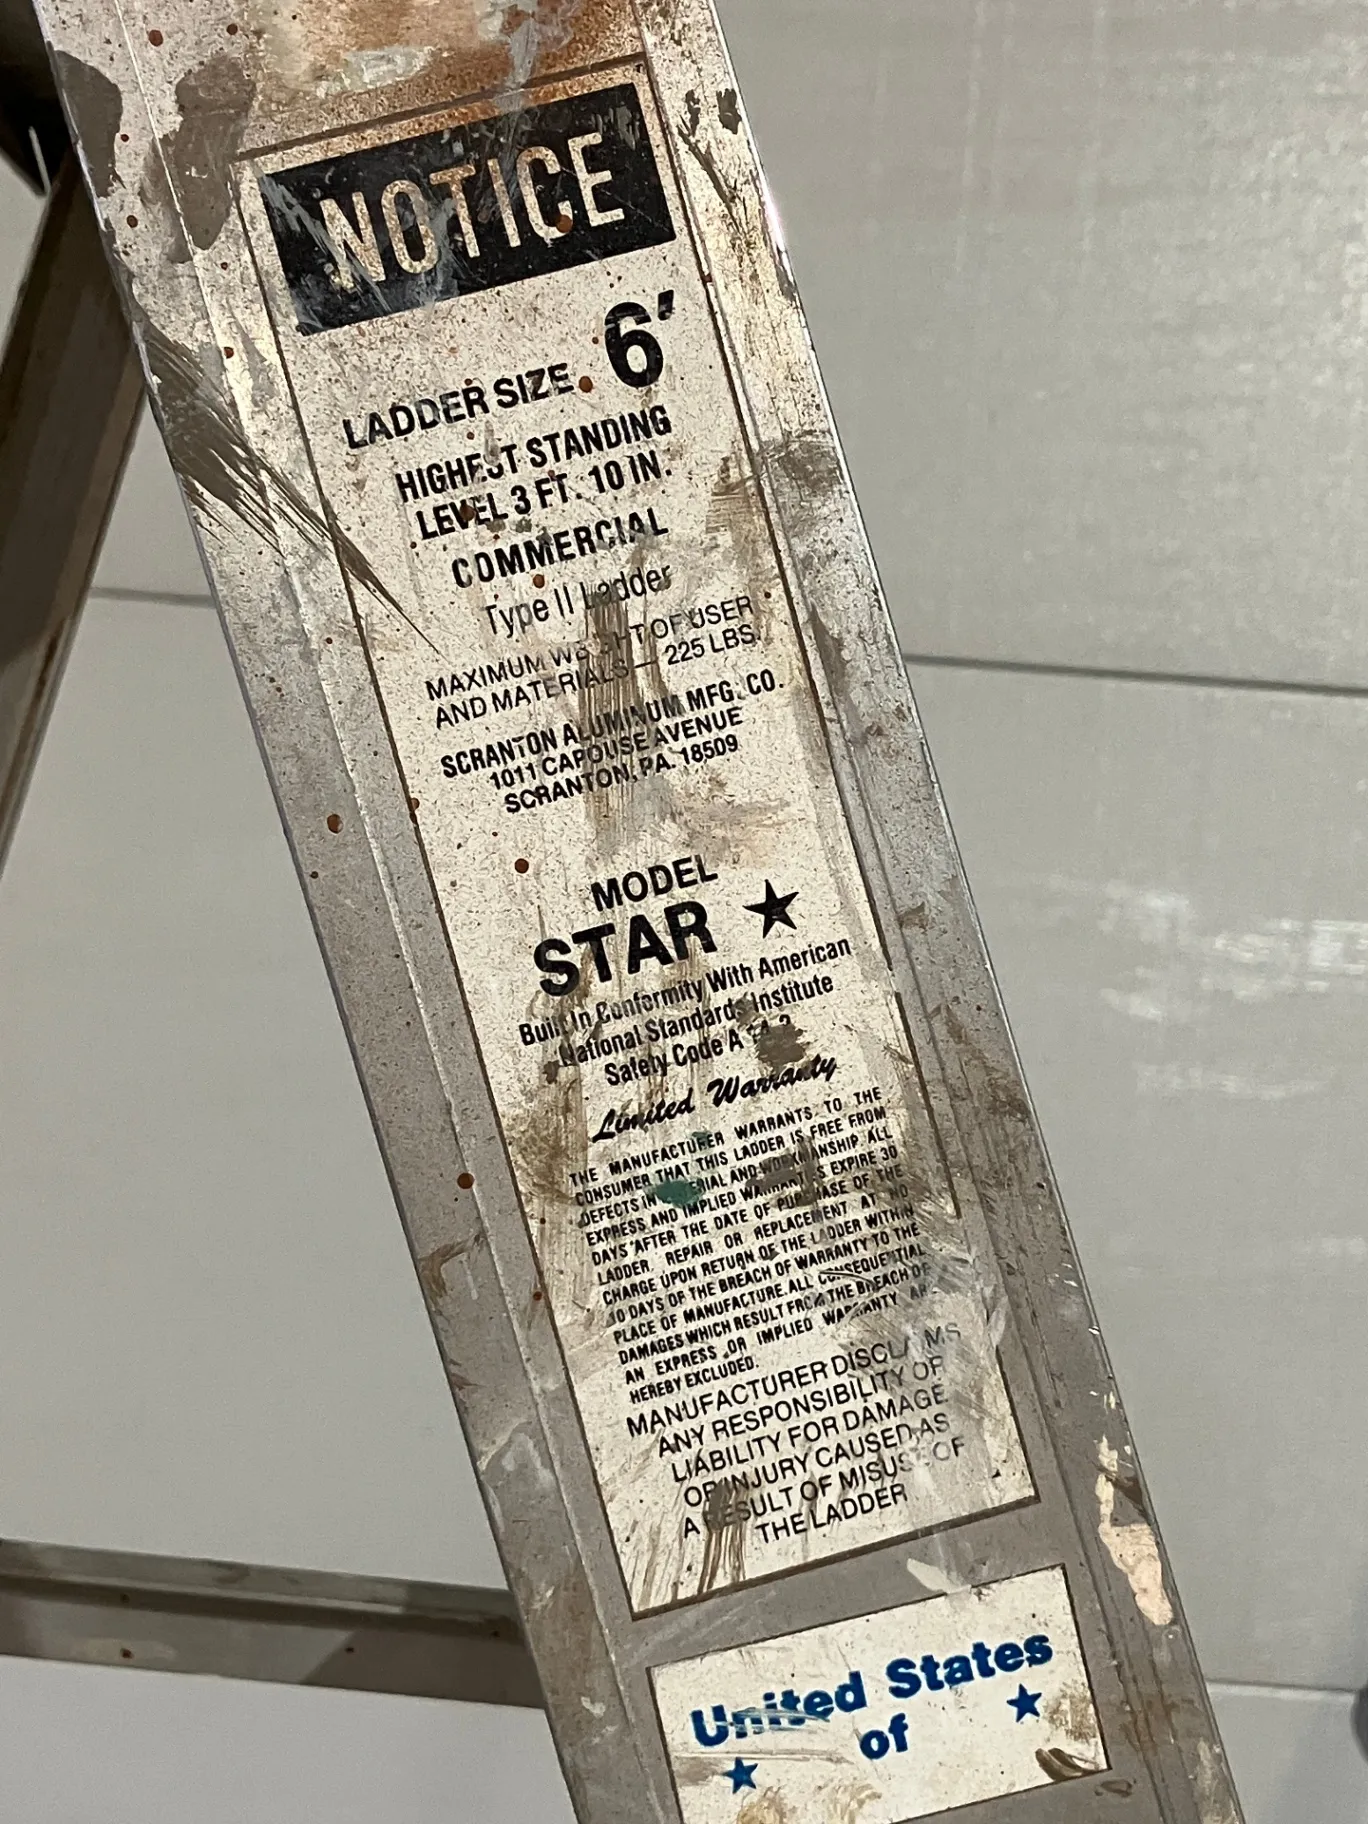 NOTICE
LADDER SIZE 6'
HIGHEST STANDING
LEVEL 3 FT. 10 IN.
COMMERCIAL
Type II Ladder
MAXIMUM WEIGHT OF USER
AND MATERIALS — 225 LBS.
SCRANTON ALUMINUM MFG. CO.
1011 CAPOUSE AVENUE
SCRANTON, PA. 18509
MODEL
STAR ★
Built In Conformity With American
National Standards Institute
Safety Code A
Limited Warranty
THE MANUFACTURER WARRANTS TO THE
CONSUMER THAT THIS LADDER IS FREE FROM
DEFECTS IN MATERIAL AND WORKMANSHIP. ALL
EXPRESS AND IMPLIED WARRANTIES EXPIRE 30
DAYS AFTER THE DATE OF PURCHASE OF THE
LADDER. REPAIR OR REPLACEMENT AT NO
CHARGE UPON RETURN OF THE LADDER WITHIN
10 DAYS OF THE BREACH OF WARRANTY TO THE
PLACE OF MANUFACTURE. ALL CONSEQUENTIAL
DAMAGES WHICH RESULT FROM THE BREACH OF
AN EXPRESS OR IMPLIED WARRANTY ARE
HEREBY EXCLUDED.
MANUFACTURER DISCLAIMS
ANY RESPONSIBILITY OR
LIABILITY FOR DAMAGE
OR INJURY CAUSED AS
A RESULT OF MISUSE OF
THE LADDER
United States
★ of ★